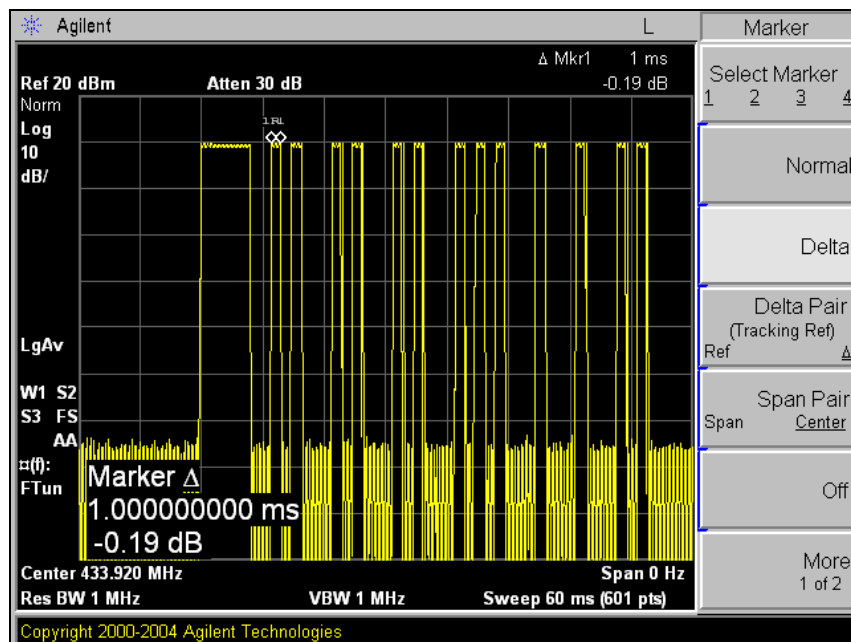 Agilent
L
Marker
Δ Mkr1 1 ms
Ref 20 dBm Atten 30 dB -0.19 dB
Norm
Log
10
dB/
LgAv
W1 S2
S3 FS
AA
¤(f):
FTun
Marker Δ
1.000000000 ms
-0.19 dB
Center 433.920 MHz Span 0 Hz
Res BW 1 MHz VBW 1 MHz Sweep 60 ms (601 pts)
Copyright 2000-2004 Agilent Technologies
Select Marker
1 2 3 4
Normal
Delta
Delta Pair
(Tracking Ref)
Ref Δ
Span Pair
Span Center
Off
More
1 of 2